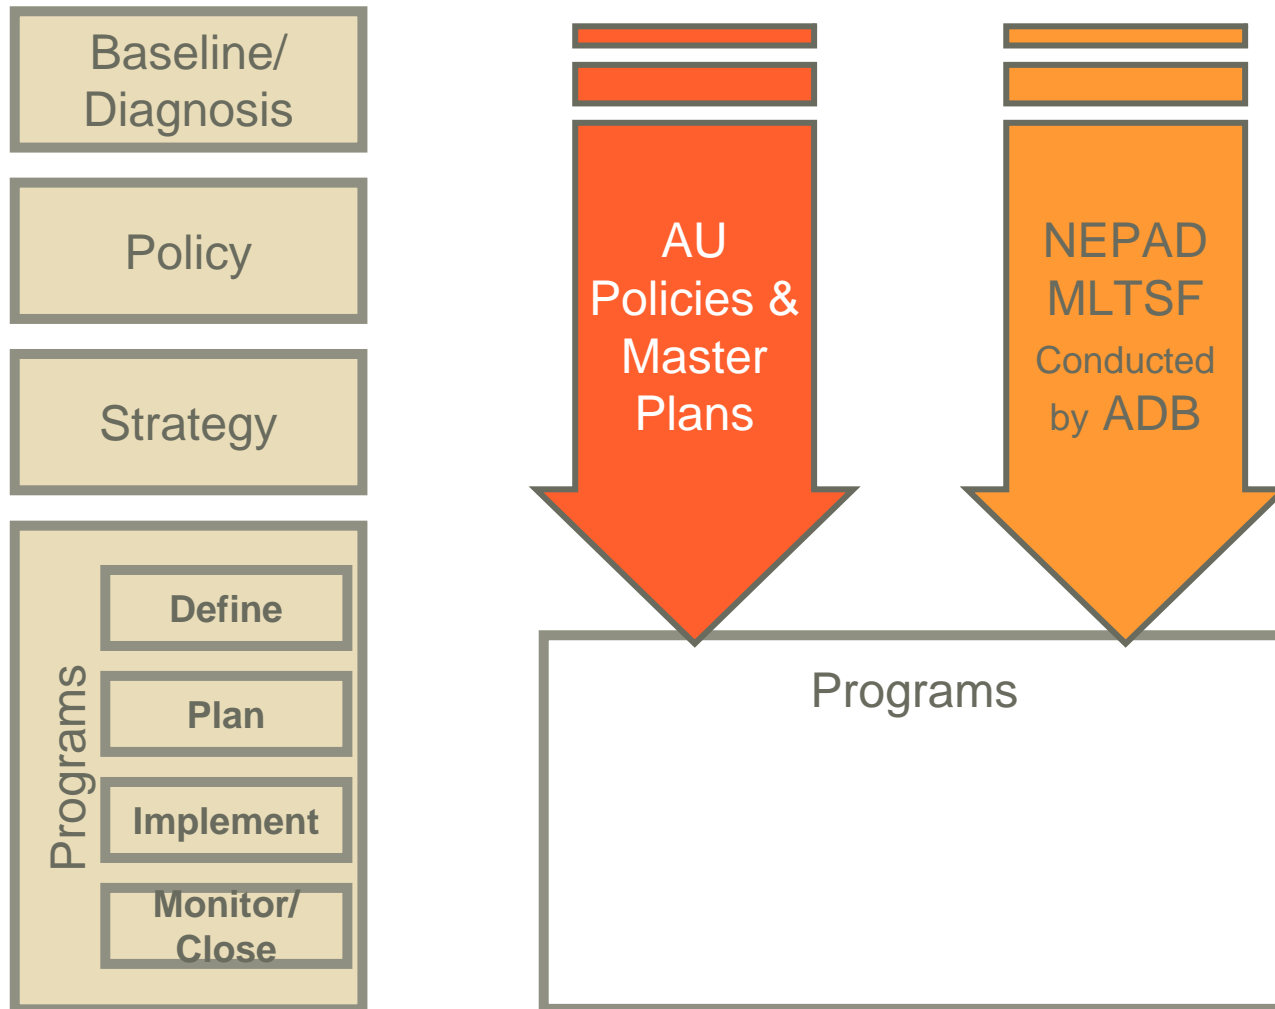 Baseline/
Diagnosis
Policy
Strategy
Programs
Define
Plan
Implement
Monitor/
Close
AU
Policies &
Master
Plans
NEPAD
MLTSF
Conducted
by ADB
Programs